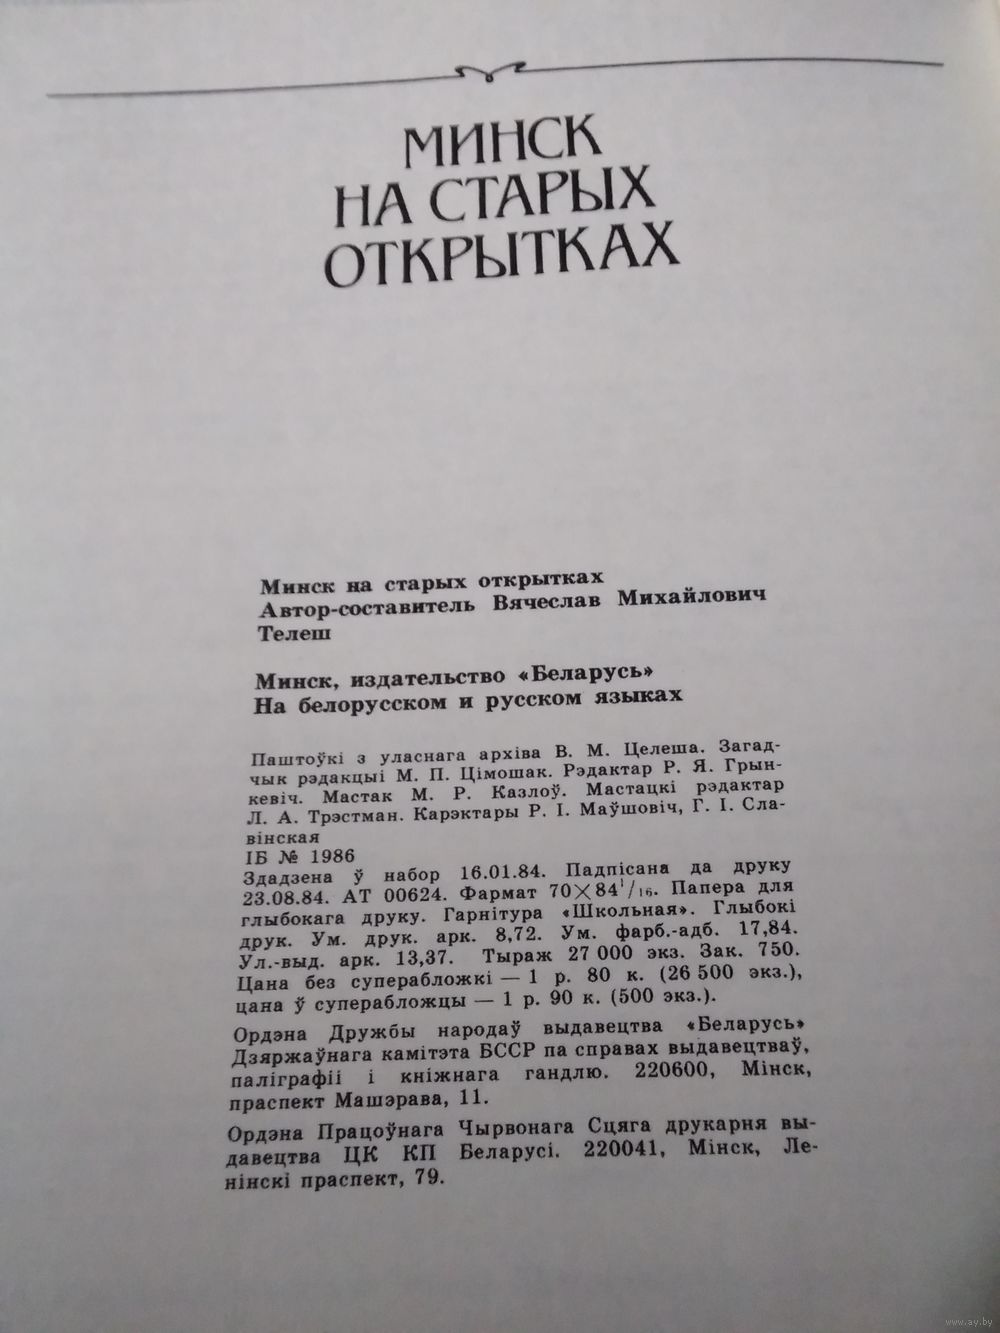 МИНСК
НА СТАРЫХ
ОТКРЫТКАХ
Минск на старых открытках
Автор-составитель Вячеслав Михайлович
Телеш
Минск, издательство «Беларусь»
На белорусском и русском языках
Паштоўкі з уласнага архіва В. М. Целеша. Загад-
чык рэдакцыі М. П. Цімошак. Рэдактар Р. Я. Грын-
кевіч. Мастак М. Р. Казлоў. Мастацкі рэдактар
Л. А. Трэстман. Карэктары Р. І. Маўшовіч, Г. І. Сла-
вінская
ІБ № 1986
Здадзена ў набор 16.01.84. Падпісана да друку
23.08.84. АТ 00624. Фармат 70×84¹/₁₆. Папера для
глыбокага друку. Гарнітура «Школьная». Глыбокі
друк. Ум. друк. арк. 8,72. Ум. фарб.-адб. 17,84.
Ул.-выд. арк. 13,37. Тыраж 27 000 экз. Зак. 750.
Цана без супераблож­кі — 1 р. 80 к. (26 500 экз.),
цана ў суперабложцы — 1 р. 90 к. (500 экз.).
Ордэна Дружбы народаў выдавецтва «Беларусь»
Дзяржаўнага камітэта БССР па справах выдавецтваў,
паліграфіі і кніжнага гандлю. 220600, Мінск,
праспект Машэрава, 11.
Ордэна Працоўнага Чырвонага Сцяга друкарня вы-
давецтва ЦК КП Беларусі. 220041, Мінск, Ле-
нінскі праспект, 79.
www.ay.by